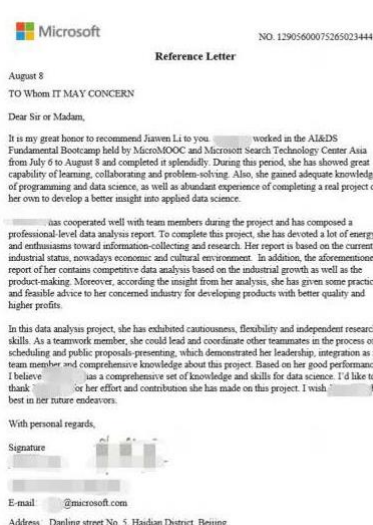 Microsoft
NO. 12905600075265023444
Reference Letter
August 8
TO Whom IT MAY CONCERN
Dear Sir or Madam,
It is my great honor to recommend Jiawen Li to you. worked in the AI&DS
Fundamental Bootcamp held by MicroMOOC and Microsoft Search Technology Center Asia
from July 6 to August 8 and completed it splendidly. During this period, she has showed great
capability of learning, collaborating and problem-solving. Also, she gained adequate knowledg
of programming and data science, as well as abundant experience of completing a real project o
her own to develop a better insight into applied data science.
has cooperated well with team members during the project and has composed a
professional-level data analysis report. To complete this project, she has devoted a lot of energy
and enthusiasms toward information-collecting and research. Her report is based on the current
industrial status, nowadays economic and cultural environment. In addition, the aforementione
report of her contains competitive data analysis based on the industrial growth as well as the
product-making. Moreover, according the insight from her analysis, she has given some practic
and feasible advice to her concerned industry for developing products with better quality and
higher profits.
In this data analysis project, she has exhibited cautiousness, flexibility and independent researc
skills. As a teamwork member, she could lead and coordinate other teammates in the process o
scheduling and public proposals-presenting, which demonstrated her leadership, integration as
team member and comprehensive knowledge about this project. Based on her good performanc
I believe has a comprehensive set of knowledge and skills for data science. I'd like to
thank for her effort and contribution she has made on this project. I wish
best in her future endeavors.
With personal regards,
Signature
E-mail @microsoft.com
Address Danling street No. 5, Haidian District, Beijing